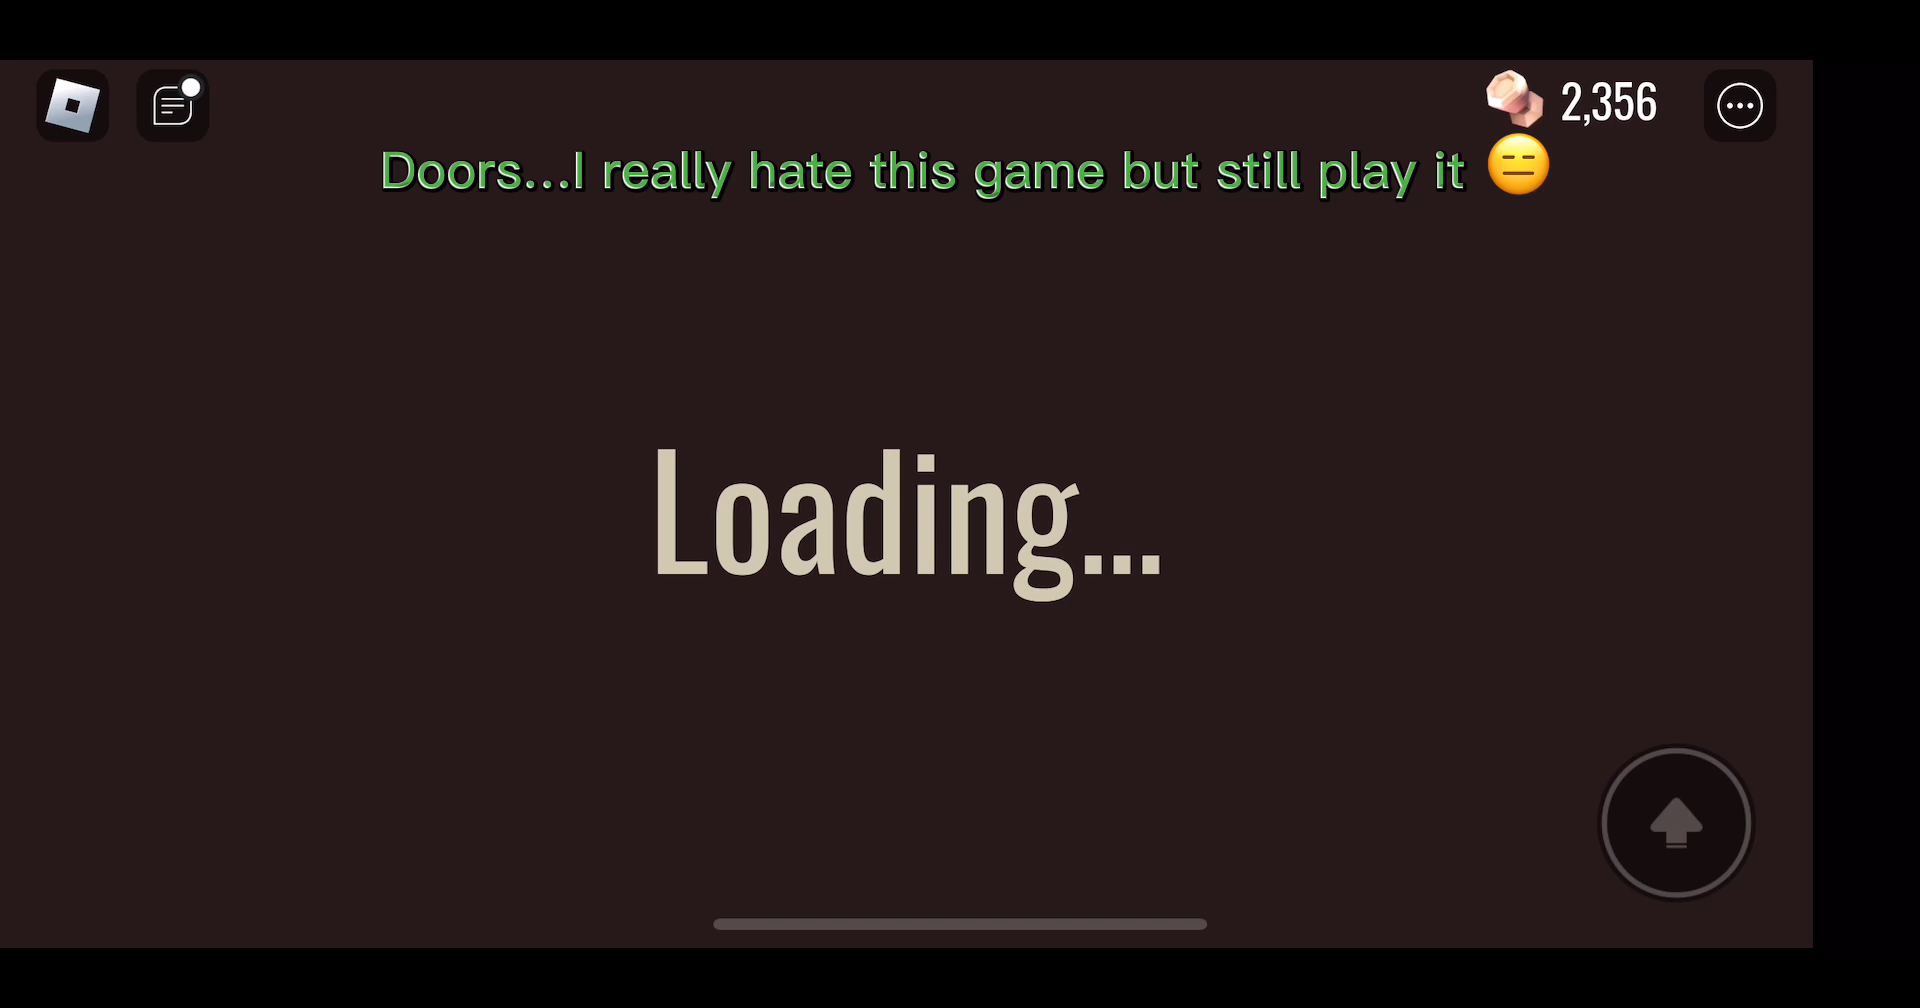 2,356
Doors...I really hate this game but still play it 😑
Loading...